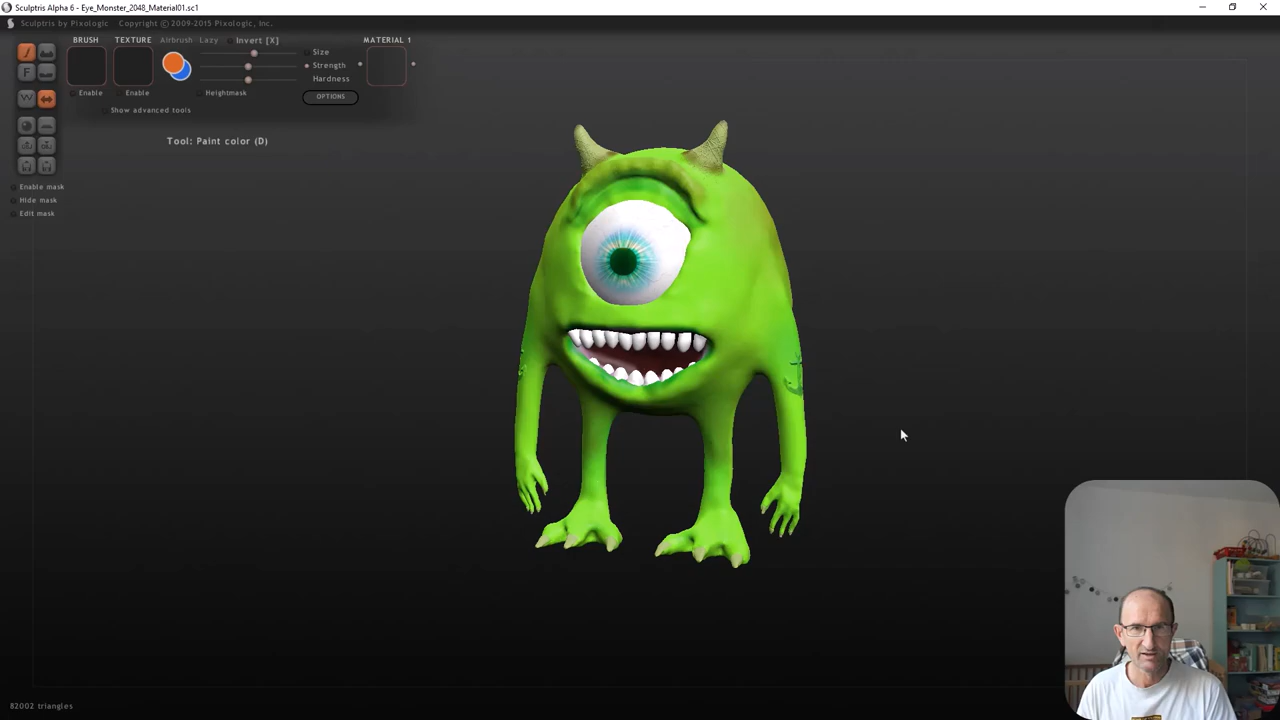 Sculptris Alpha 6 - Eye_Monster_2048_Material01.sc1
Sculptris by Pixologic Copyright ©2009-2015 Pixologic, Inc.
BRUSH TEXTURE Airbrush Lazy Invert [X] MATERIAL 1
Size
Strength
Hardness
Enable Enable Heightmask OPTIONS
Show advanced tools
Tool: Paint color (D)
Enable mask
Hide mask
Edit mask
82002 triangles